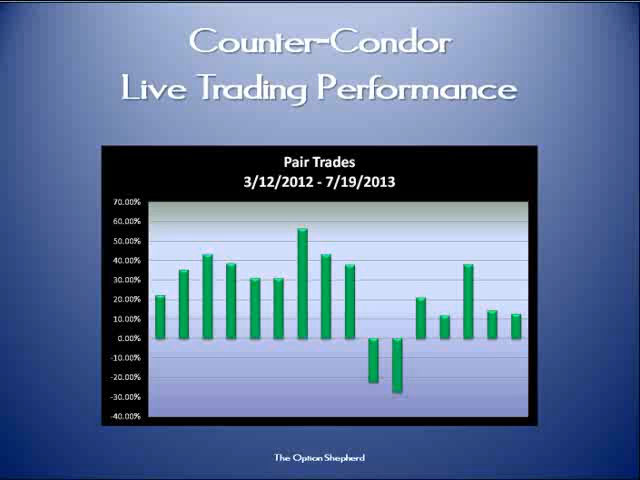 Counter-Condor
Live Trading Performance
Pair Trades
3/12/2012 - 7/19/2013
70.00%
60.00%
50.00%
40.00%
30.00%
20.00%
10.00%
0.00%
-10.00%
-20.00%
-30.00%
-40.00%
The Option Shepherd